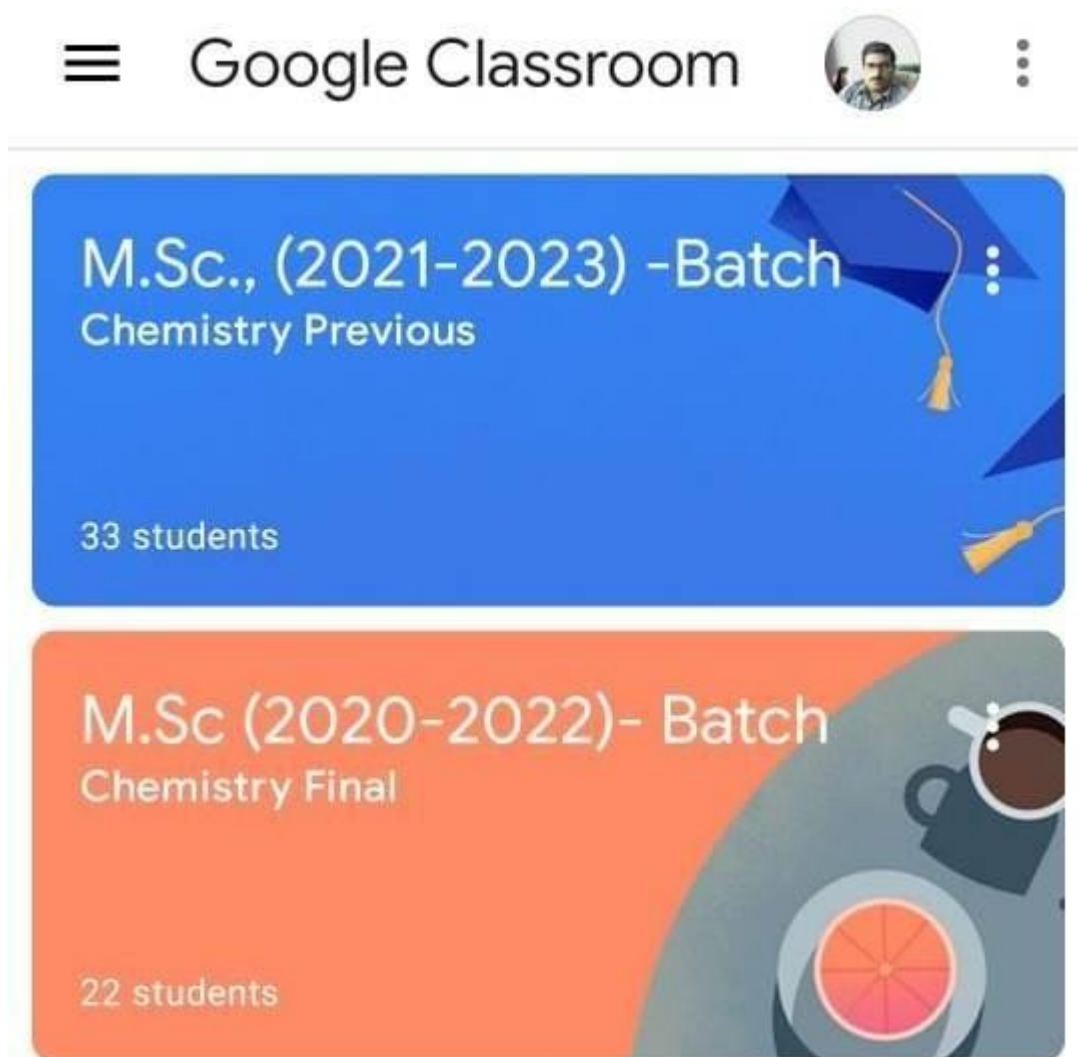 Google Classroom
M.Sc., (2021-2023) -Batch
Chemistry Previous
33 students
M.Sc (2020-2022)- Batch
Chemistry Final
22 students